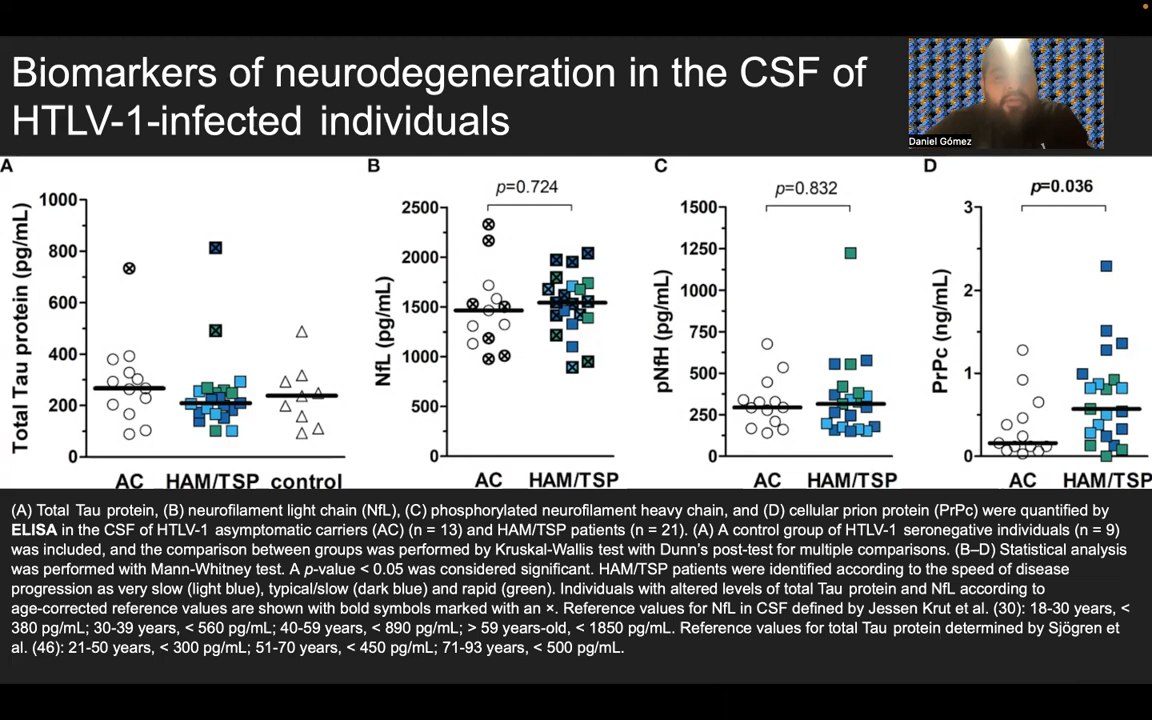 Biomarkers of neurodegeneration in the CSF of
HTLV-1-infected individuals
Daniel Gómez
A
Total Tau protein (pg/mL)
1000
800
600
400
200
0
AC HAM/TSP control
B
p=0.724
NfL (pg/mL)
2500
2000
1500
1000
500
0
AC HAM/TSP
C
p=0.832
pNfH (pg/mL)
1500
1250
1000
750
500
250
0
AC HAM/TSP
D
p=0.036
PrPc (ng/mL)
3
2
1
0
AC HAM/TSP
(A) Total Tau protein, (B) neurofilament light chain (NfL), (C) phosphorylated neurofilament heavy chain, and (D) cellular prion protein (PrPc) were quantified by
ELISA in the CSF of HTLV-1 asymptomatic carriers (AC) (n = 13) and HAM/TSP patients (n = 21). (A) A control group of HTLV-1 seronegative individuals (n = 9)
was included, and the comparison between groups was performed by Kruskal-Wallis test with Dunn's post-test for multiple comparisons. (B–D) Statistical analysis
was performed with Mann-Whitney test. A p-value < 0.05 was considered significant. HAM/TSP patients were identified according to the speed of disease
progression as very slow (light blue), typical/slow (dark blue) and rapid (green). Individuals with altered levels of total Tau protein and NfL according to
age-corrected reference values are shown with bold symbols marked with an ×. Reference values for NfL in CSF defined by Jessen Krut et al. (30): 18-30 years, <
380 pg/mL; 30-39 years, < 560 pg/mL; 40-59 years, < 890 pg/mL; > 59 years-old, < 1850 pg/mL. Reference values for total Tau protein determined by Sjögren et
al. (46): 21-50 years, < 300 pg/mL; 51-70 years, < 450 pg/mL; 71-93 years, < 500 pg/mL.